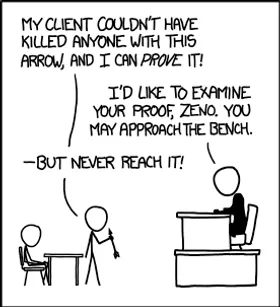 MY CLIENT COULDN'T HAVE
KILLED ANYONE WITH THIS
ARROW, AND I CAN PROVE IT!
I'D LIKE TO EXAMINE
YOUR PROOF, ZENO. YOU
MAY APPROACH THE BENCH.
—BUT NEVER REACH IT!